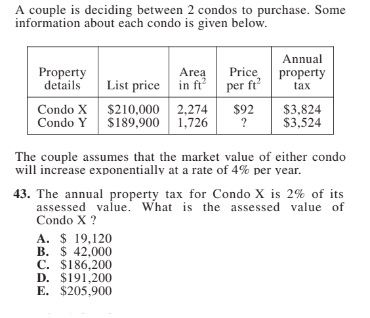 A couple is deciding between 2 condos to purchase. Some
information about each condo is given below.
Property details List price Area in ft² Price per ft² Annual property tax
Condo X $210,000 2,274 $92 $3,824
Condo Y $189,900 1,726 ? $3,524
The couple assumes that the market value of either condo
will increase exponentially at a rate of 4% per year.
43. The annual property tax for Condo X is 2% of its
assessed value. What is the assessed value of
Condo X ?
A. $ 19,120
B. $ 42,000
C. $186,200
D. $191,200
E. $205,900